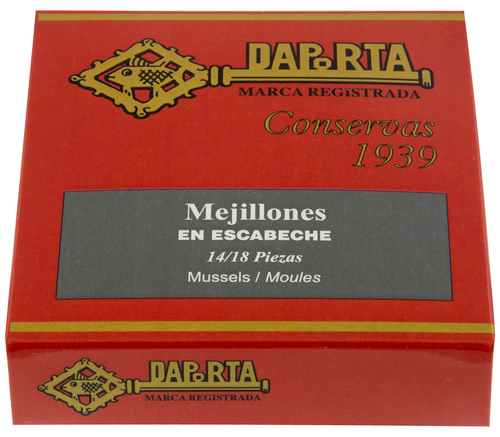 DAPORTA
MARCA REGISTRADA
Conservas
1939
Mejillones
EN ESCABECHE
14/18 Piezas
Mussels / Moules
DAPORTA
MARCA REGISTRADA